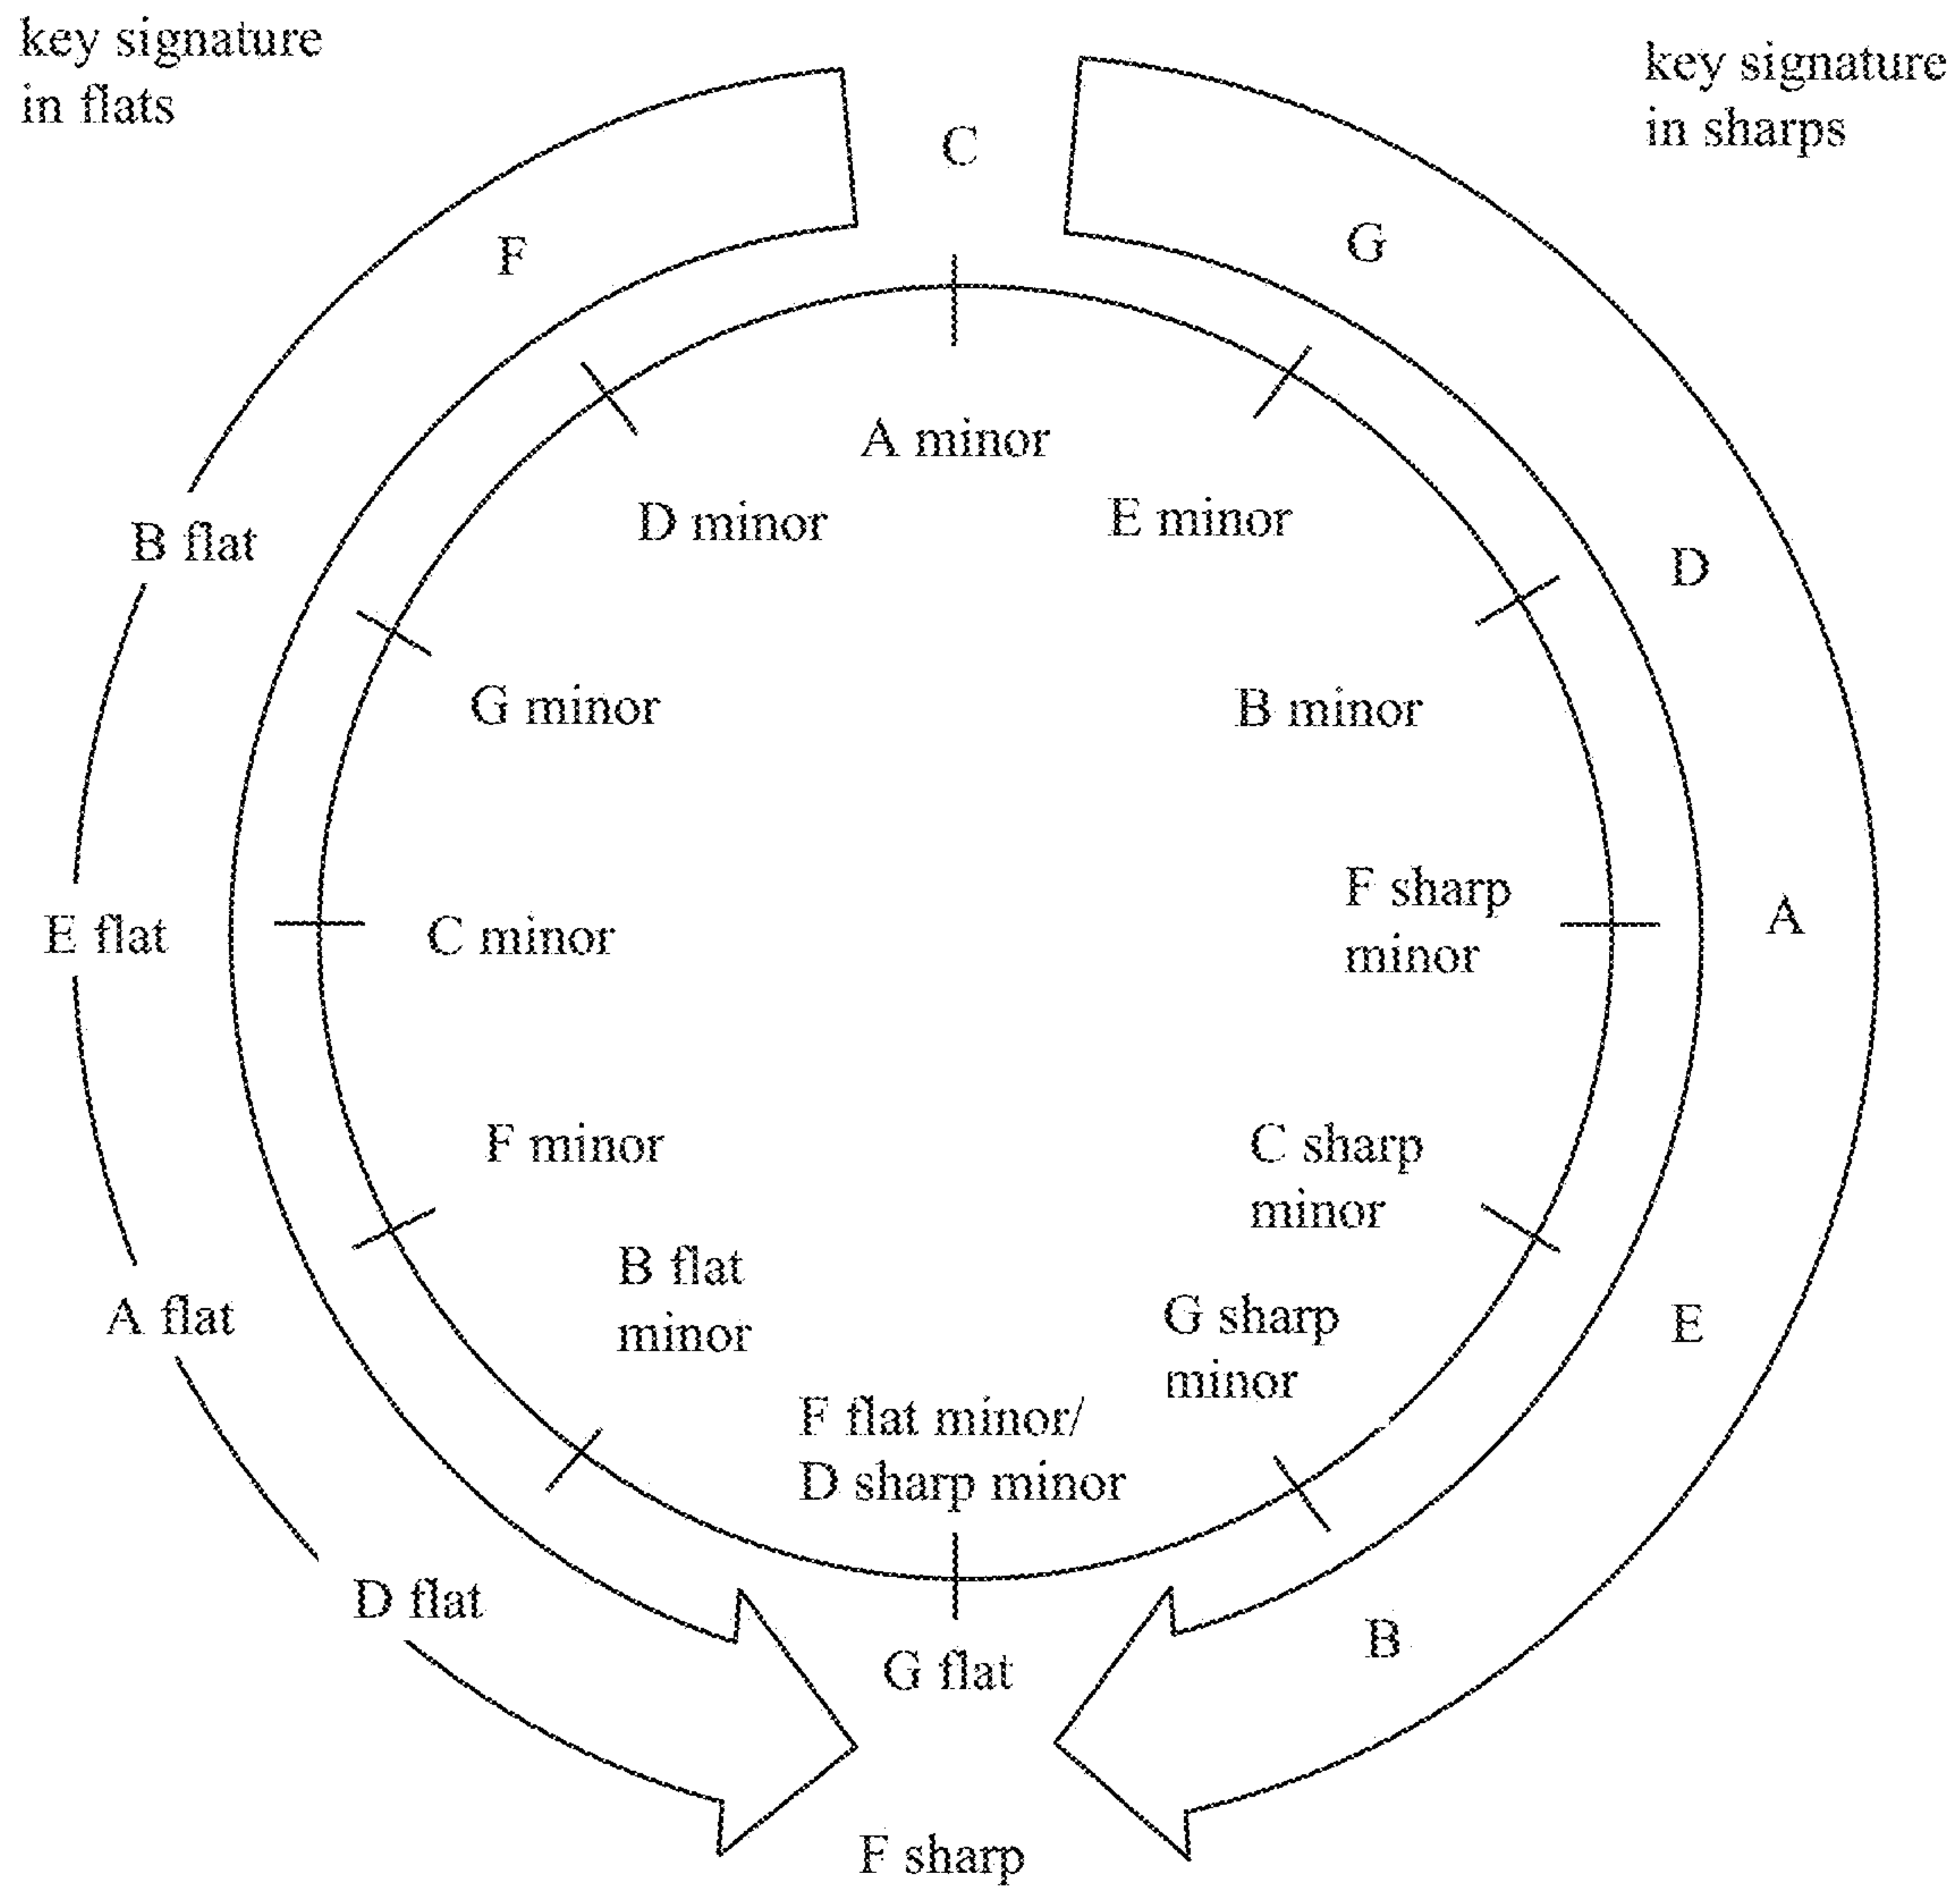 key signature
in flats
key signature
in sharps
C
F
G
A minor
D minor
E minor
B flat
D
G minor
B minor
F sharp
minor
A
E flat
C minor
F minor
C sharp
minor
B flat
minor
A flat
G sharp
minor
E
F flat minor/
D sharp minor
D flat
B
G flat
F sharp